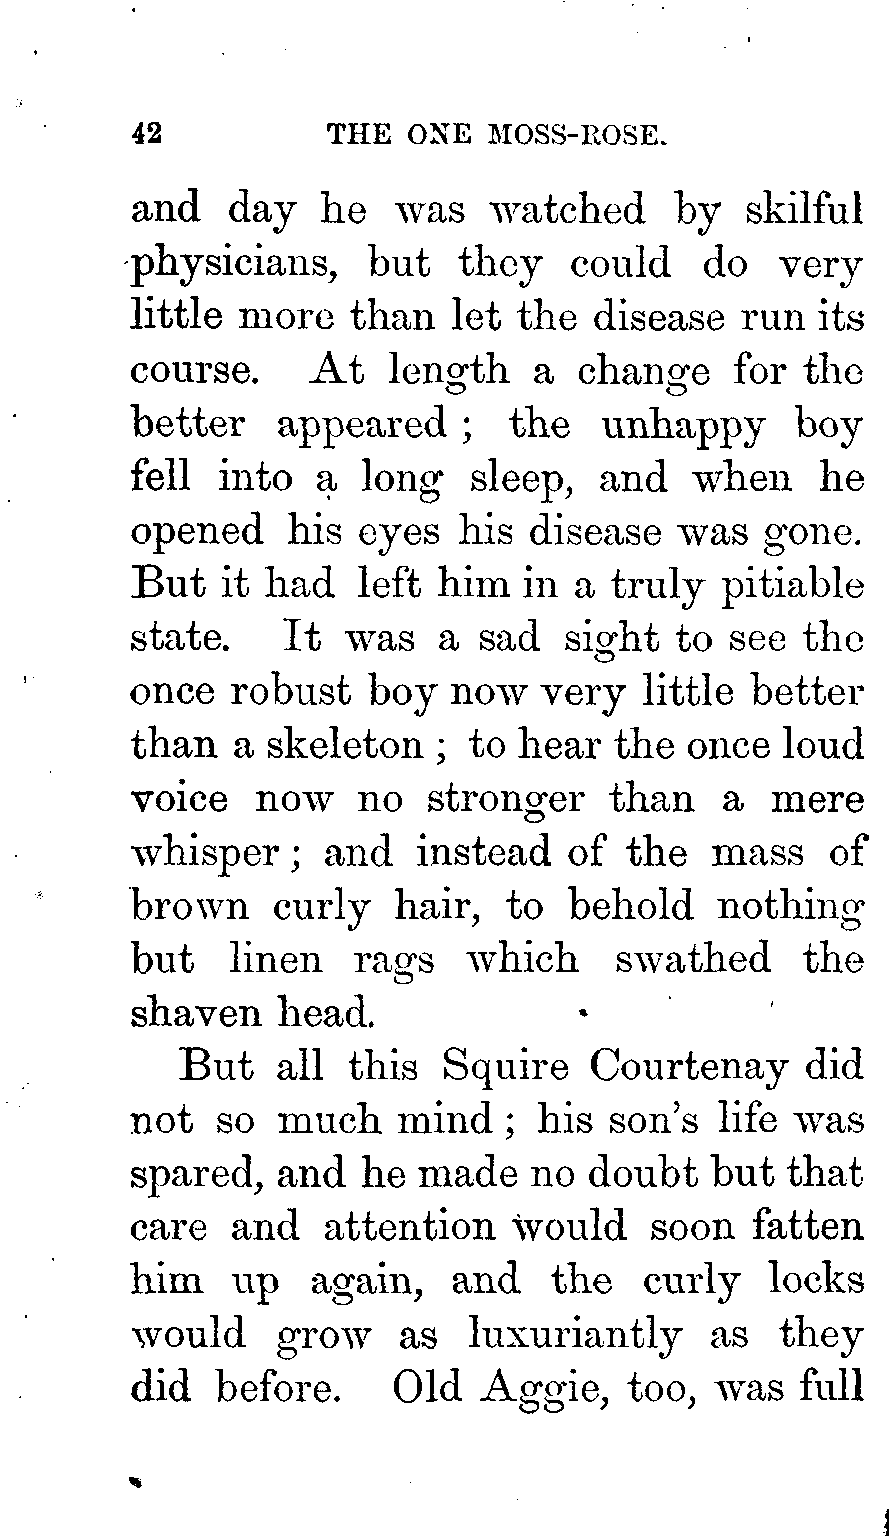 42 THE ONE MOSS-ROSE.
and day he was watched by skilful
physicians, but they could do very
little more than let the disease run its
course. At length a change for the
better appeared ; the unhappy boy
fell into a long sleep, and when he
opened his eyes his disease was gone.
But it had left him in a truly pitiable
state. It was a sad sight to see the
once robust boy now very little better
than a skeleton ; to hear the once loud
voice now no stronger than a mere
whisper ; and instead of the mass of
brown curly hair, to behold nothing
but linen rags which swathed the
shaven head.
But all this Squire Courtenay did
not so much mind ; his son's life was
spared, and he made no doubt but that
care and attention would soon fatten
him up again, and the curly locks
would grow as luxuriantly as they
did before. Old Aggie, too, was full